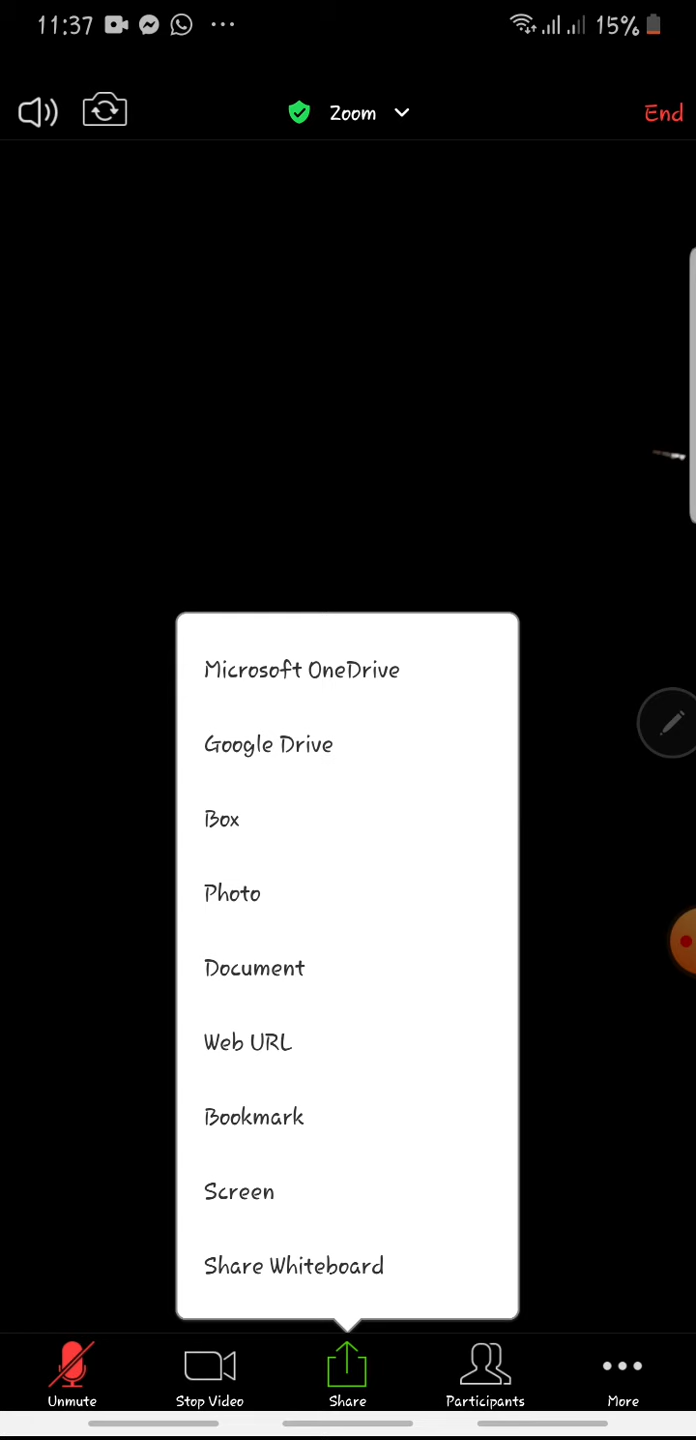 11:37
15%
Zoom
End
Microsoft OneDrive
Google Drive
Box
Photo
Document
Web URL
Bookmark
Screen
Share Whiteboard
Unmute Stop Video Share Participants More